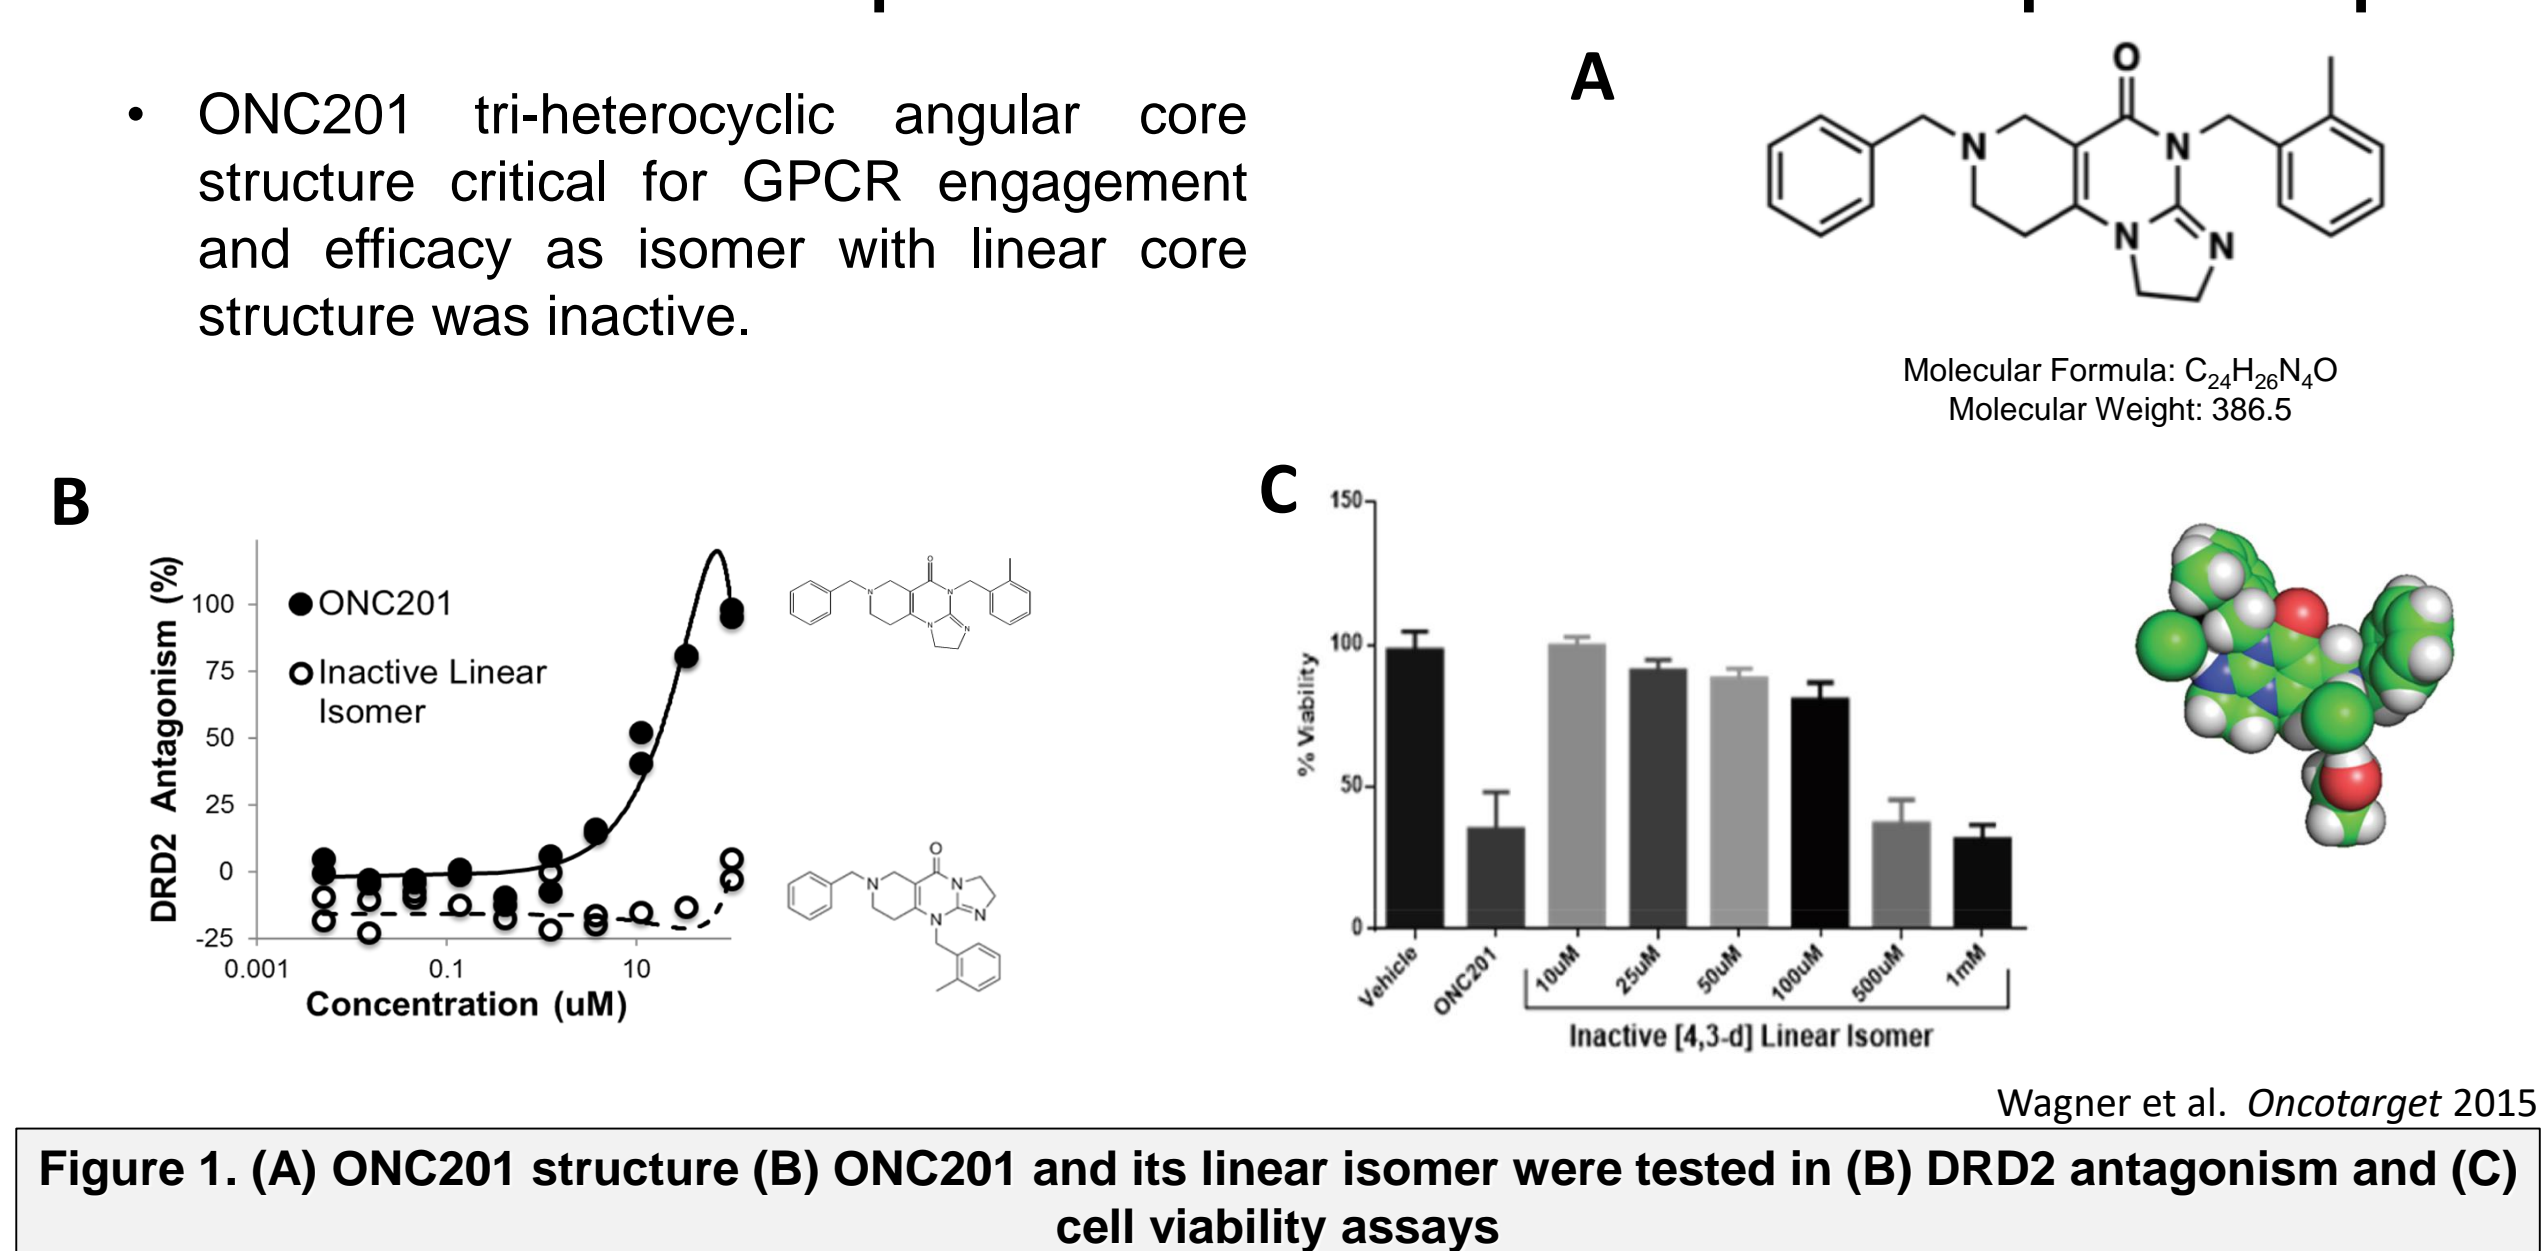 • ONC201 tri-heterocyclic angular core
structure critical for GPCR engagement
and efficacy as isomer with linear core
structure was inactive.
A
O
N
N
N
N
Molecular Formula: C24H26N4O
Molecular Weight: 386.5
B
DRD2 Antagonism (%)
100
75
50
25
0
-25
0.001
0.1
10
Concentration (uM)
ONC201
Inactive Linear
Isomer
O
N
N
N
N
O
N
N
N
N
C
% Viability
150
100
50
0
Vehicle
ONC201
10uM
25uM
50uM
100uM
500uM
1mM
Inactive [4,3-d] Linear Isomer
Wagner et al. Oncotarget 2015
Figure 1. (A) ONC201 structure (B) ONC201 and its linear isomer were tested in (B) DRD2 antagonism and (C)
cell viability assays